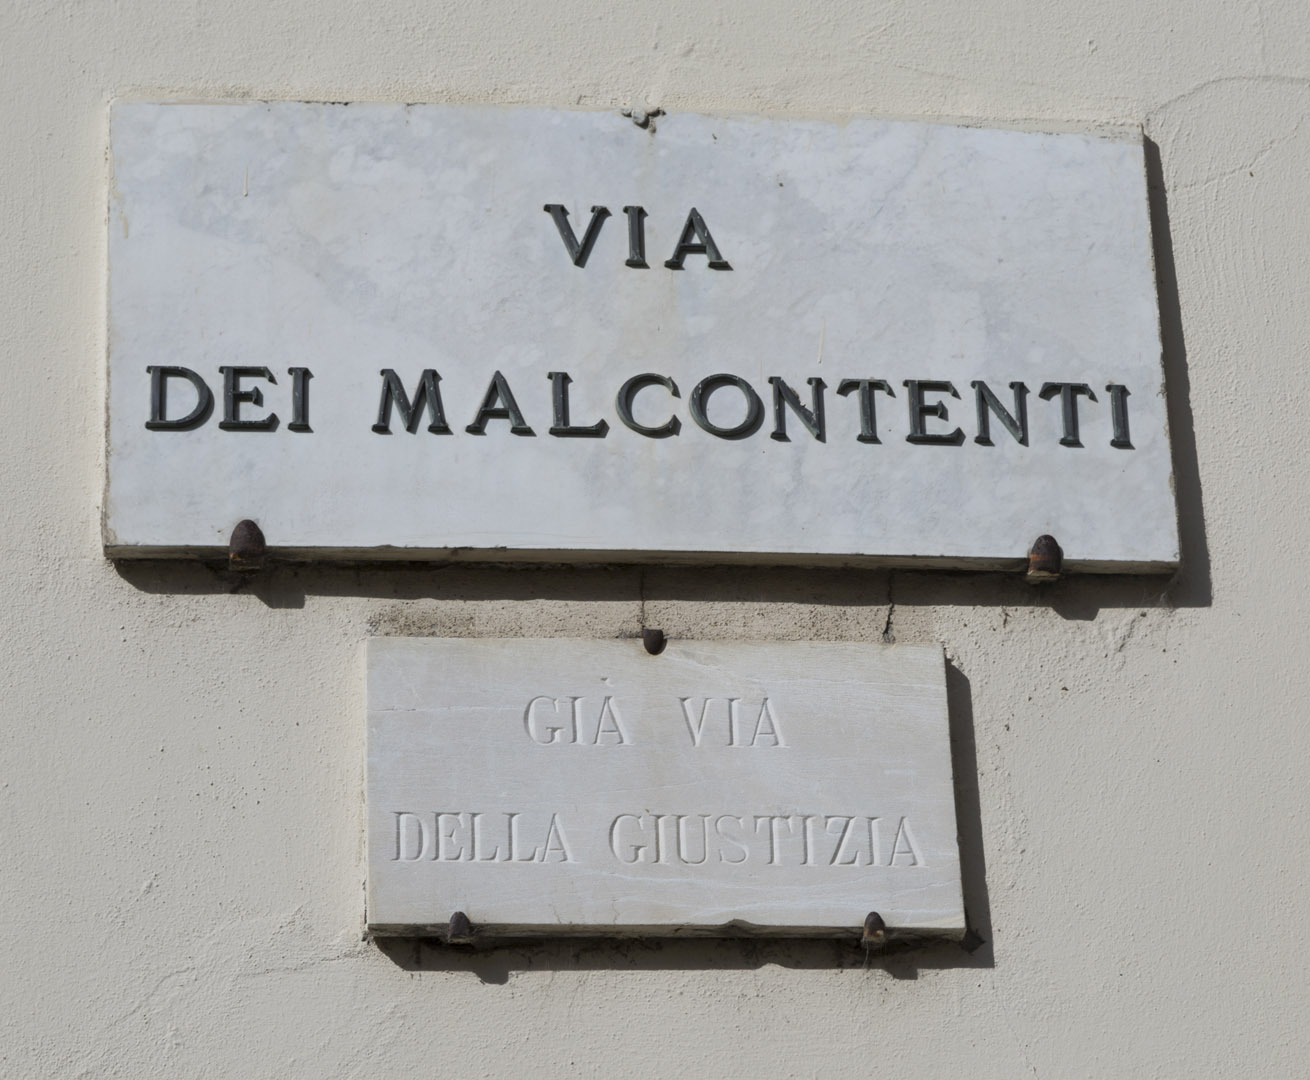 VIA
DEI MALCONTENTI
GIÀ VIA
DELLA GIUSTIZIA